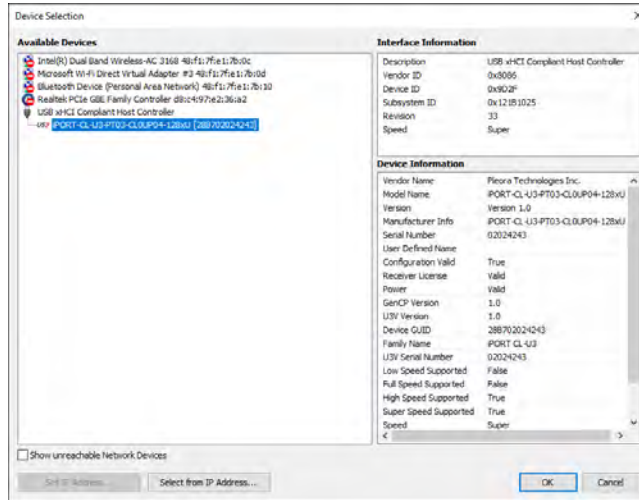 Device Selection
Available Devices
Intel(R) Dual Band Wireless-AC 3168 48:f1:7f:e1:7b:0c
Microsoft Wi-Fi Direct Virtual Adapter #3 48:f1:7f:e1:7b:0d
Bluetooth Device (Personal Area Network) 48:f1:7f:e1:7b:10
Realtek PCIe GBE Family Controller d8:c4:97:e2:36:a2
USB xHCI Compliant Host Controller
iPORT-CL-U3-PT03-CL0UP04-128xU [28B702024243]
Show unreachable Network Devices
Set IP Address...
Select from IP Address...
Interface Information
Description USB xHCI Compliant Host Controller
Vendor ID 0x8086
Device ID 0x9D2F
Subsystem ID 0x121B1025
Revision 33
Speed Super
Device Information
Vendor Name Pleora Technologies Inc.
Model Name iPORT-CL-U3-PT03-CL0UP04-128xU
Version Version 1.0
Manufacturer Info iPORT-CL-U3-PT03-CL0UP04-128xU
Serial Number 02024243
User Defined Name
Configuration Valid True
Receiver License Valid
Power Valid
GenCP Version 1.0
U3V Version 1.0
Device GUID 28B702024243
Family Name iPORT CL-U3
U3V Serial Number 02024243
Low Speed Supported False
Full Speed Supported False
High Speed Supported True
Super Speed Supported True
Speed Super
OK
Cancel